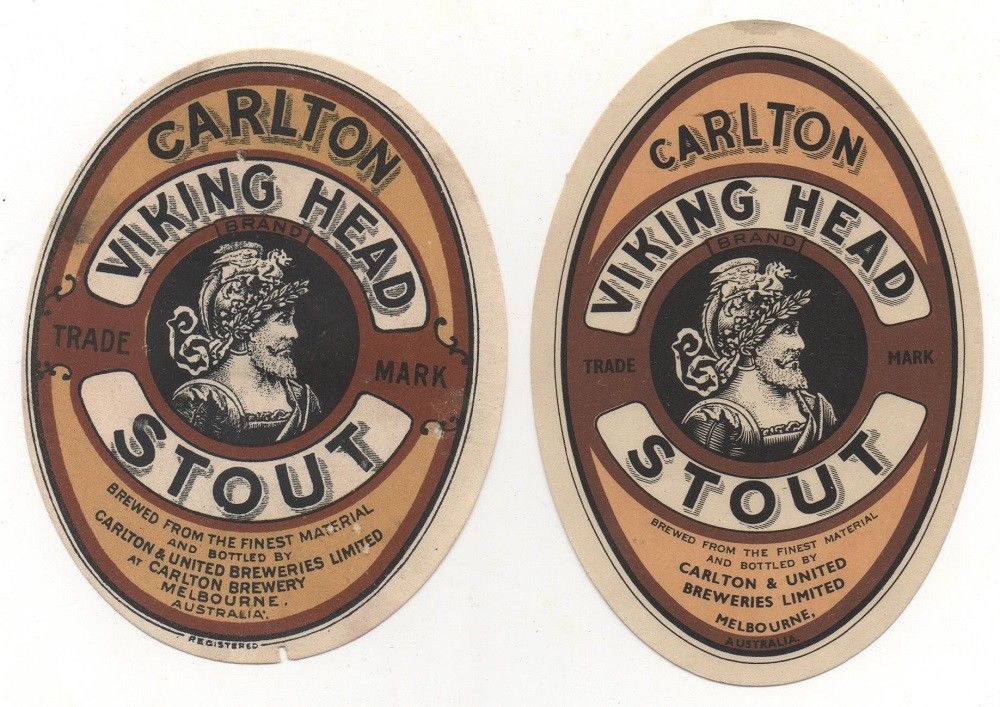 CARLTON
VIKING HEAD
BRAND
TRADE MARK
STOUT
BREWED FROM THE FINEST MATERIAL
AND BOTTLED BY
CARLTON & UNITED BREWERIES LIMITED
AT CARLTON BREWERY
MELBOURNE.
AUSTRALIA.
REGISTERED
CARLTON
VIKING HEAD
BRAND
TRADE MARK
STOUT
BREWED FROM THE FINEST MATERIAL
AND BOTTLED BY
CARLTON & UNITED
BREWERIES LIMITED
MELBOURNE,
AUSTRALIA.